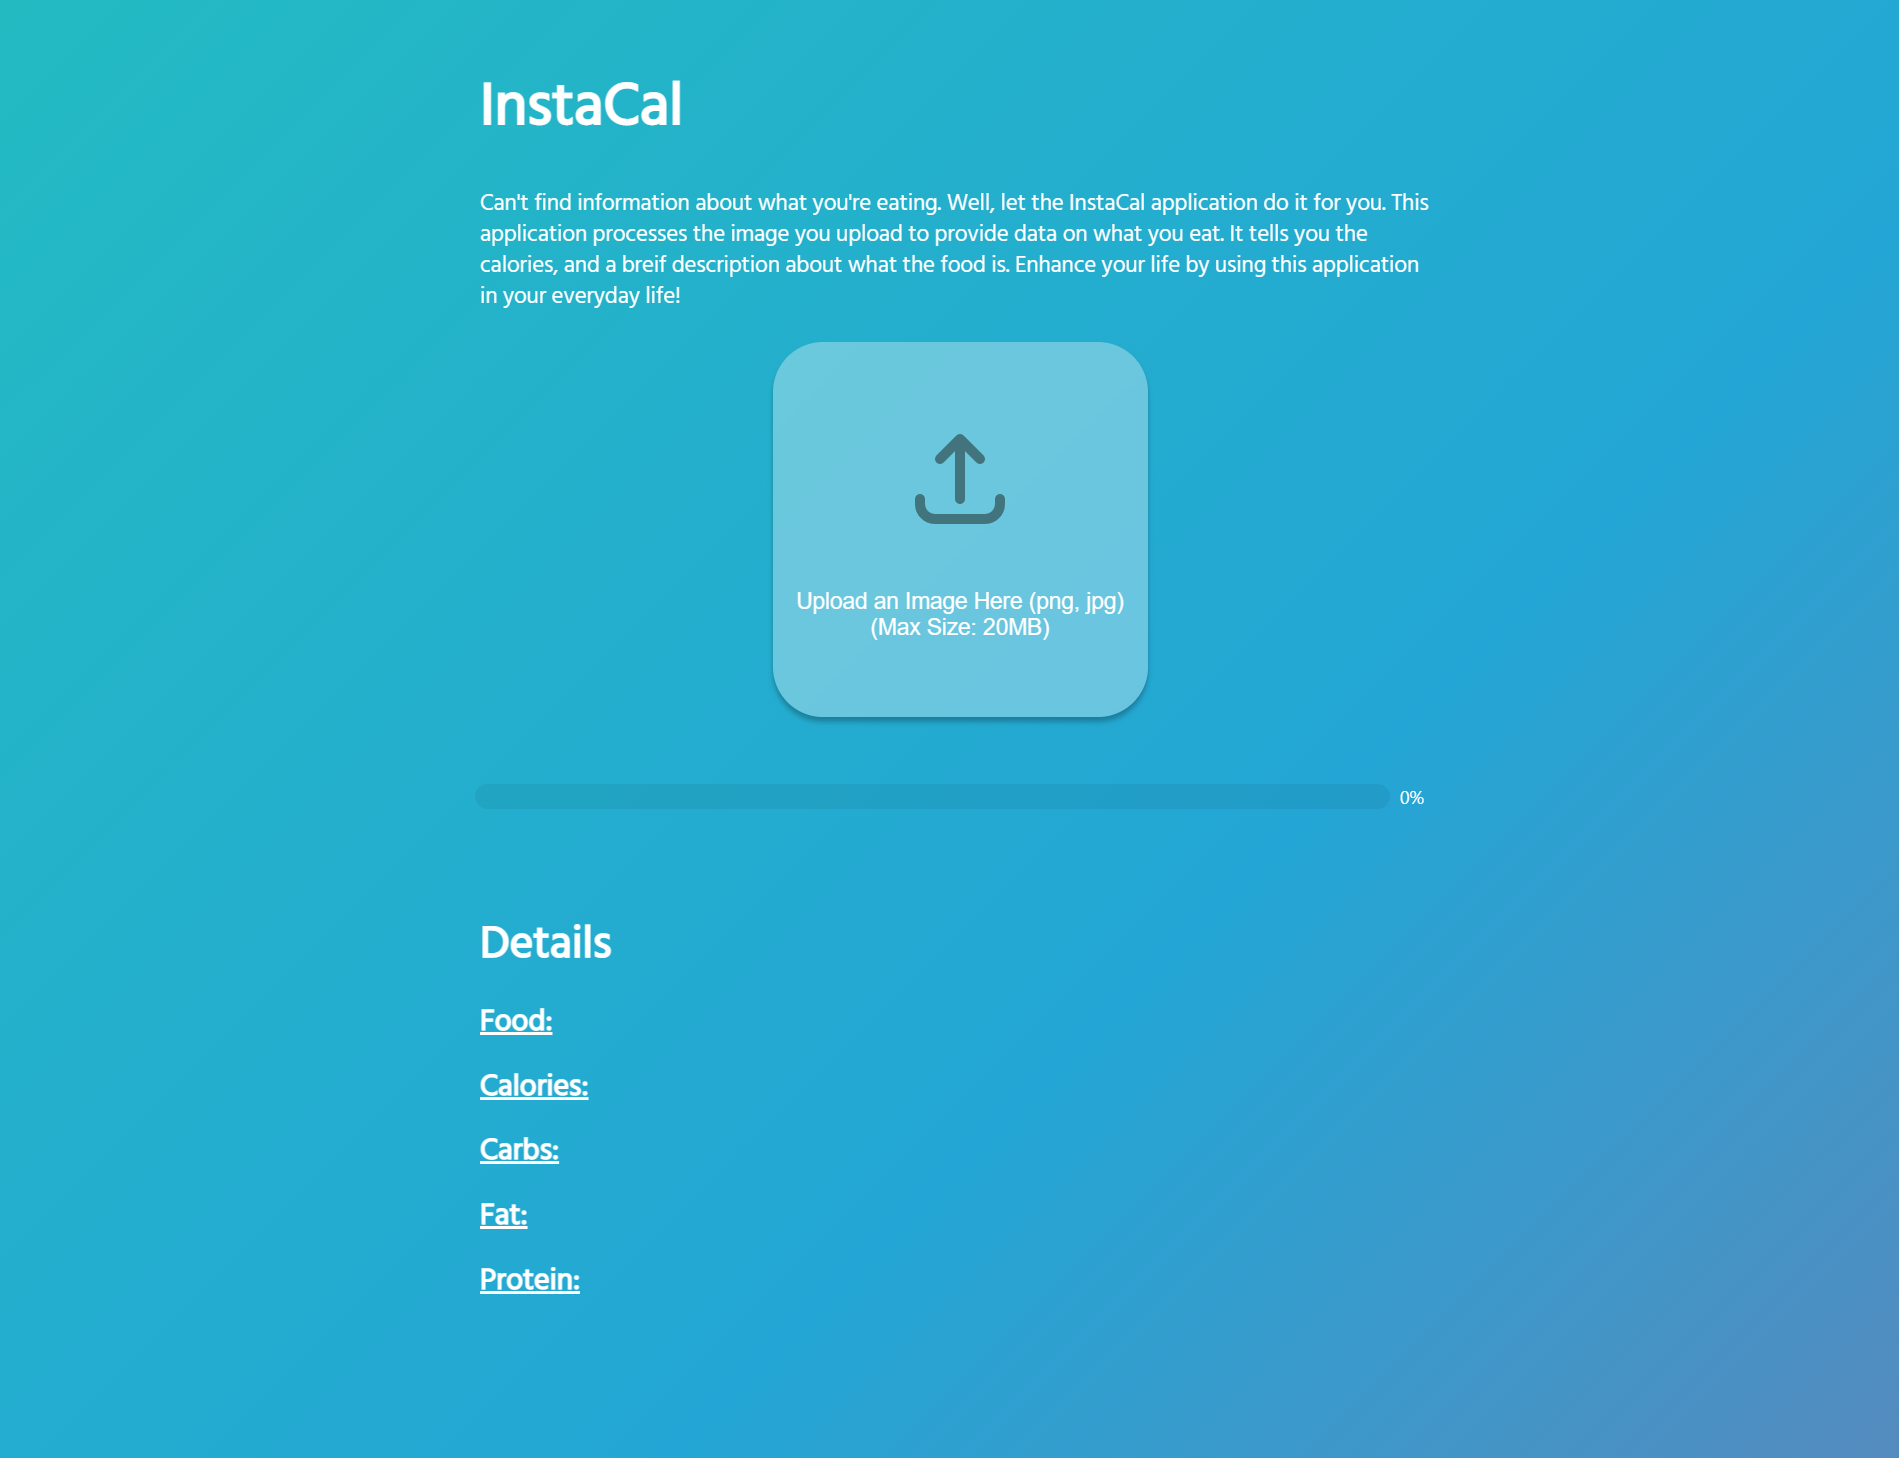 InstaCal
Can't find information about what you're eating. Well, let the InstaCal application do it for you. This
application processes the image you upload to provide data on what you eat. It tells you the
calories, and a breif description about what the food is. Enhance your life by using this application
in your everyday life!
Upload an Image Here (png, jpg)
(Max Size: 20MB)
0%
Details
Food:
Calories:
Carbs:
Fat:
Protein: